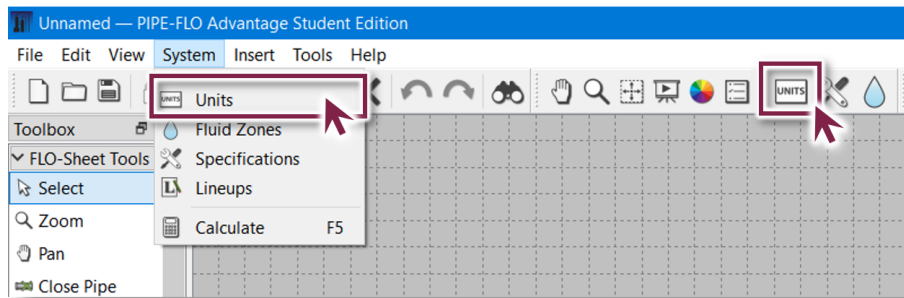 Unnamed — PIPE-FLO Advantage Student Edition
File Edit View System Insert Tools Help
UNITS
UNITS Units
Toolbox
Fluid Zones
FLO-Sheet Tools
Specifications
Select
Lineups
Zoom
Calculate F5
Pan
Close Pipe